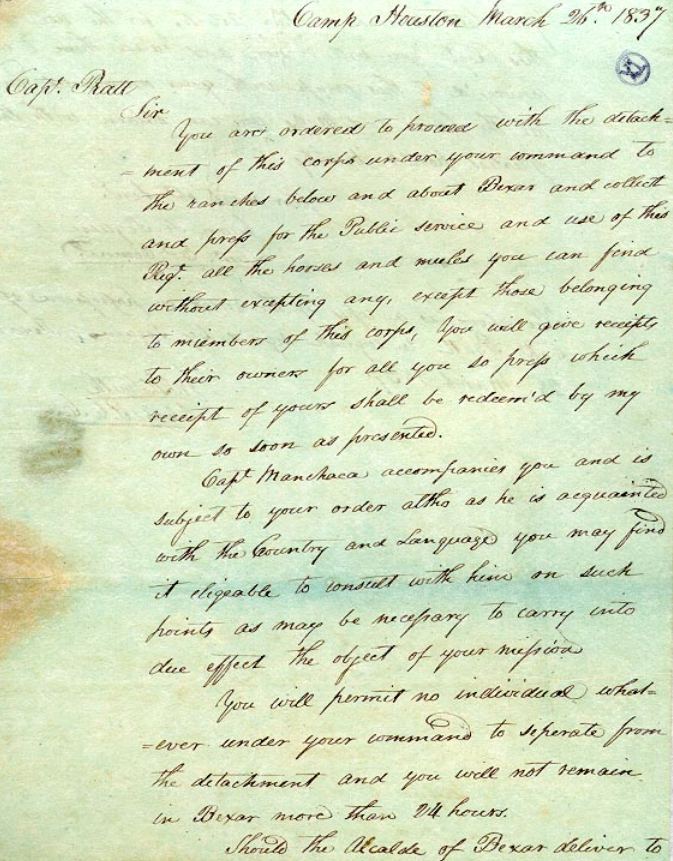 Camp Houston March 26th. 1837
Capt. Pratt
Sir
You are ordered to proceed with the detach=
=ment of this corps under your command to
the ranches below and about Bexar and collect
and press for the Public service and use of this
Regt. all the horses and mules you can find
without excepting any, except those belonging
to miembers of this corps, You will give receipts
to their owners for all you so press which
receipt of yours shall be redeem'd by my
own so soon as presented.
Capt Manchaca accompanies you and is
subject to your order altho as he is acquainted
with the Country and Language you may find
it eligeable to consult with him on such
points as may be necessary to carry into
due effect the object of your mission
You will permit no individual what=
=ever under your command to seperate from
the detachment and you will not remain
in Bexar more than 24 hours.
Should the Alcalde of Bexar deliver to